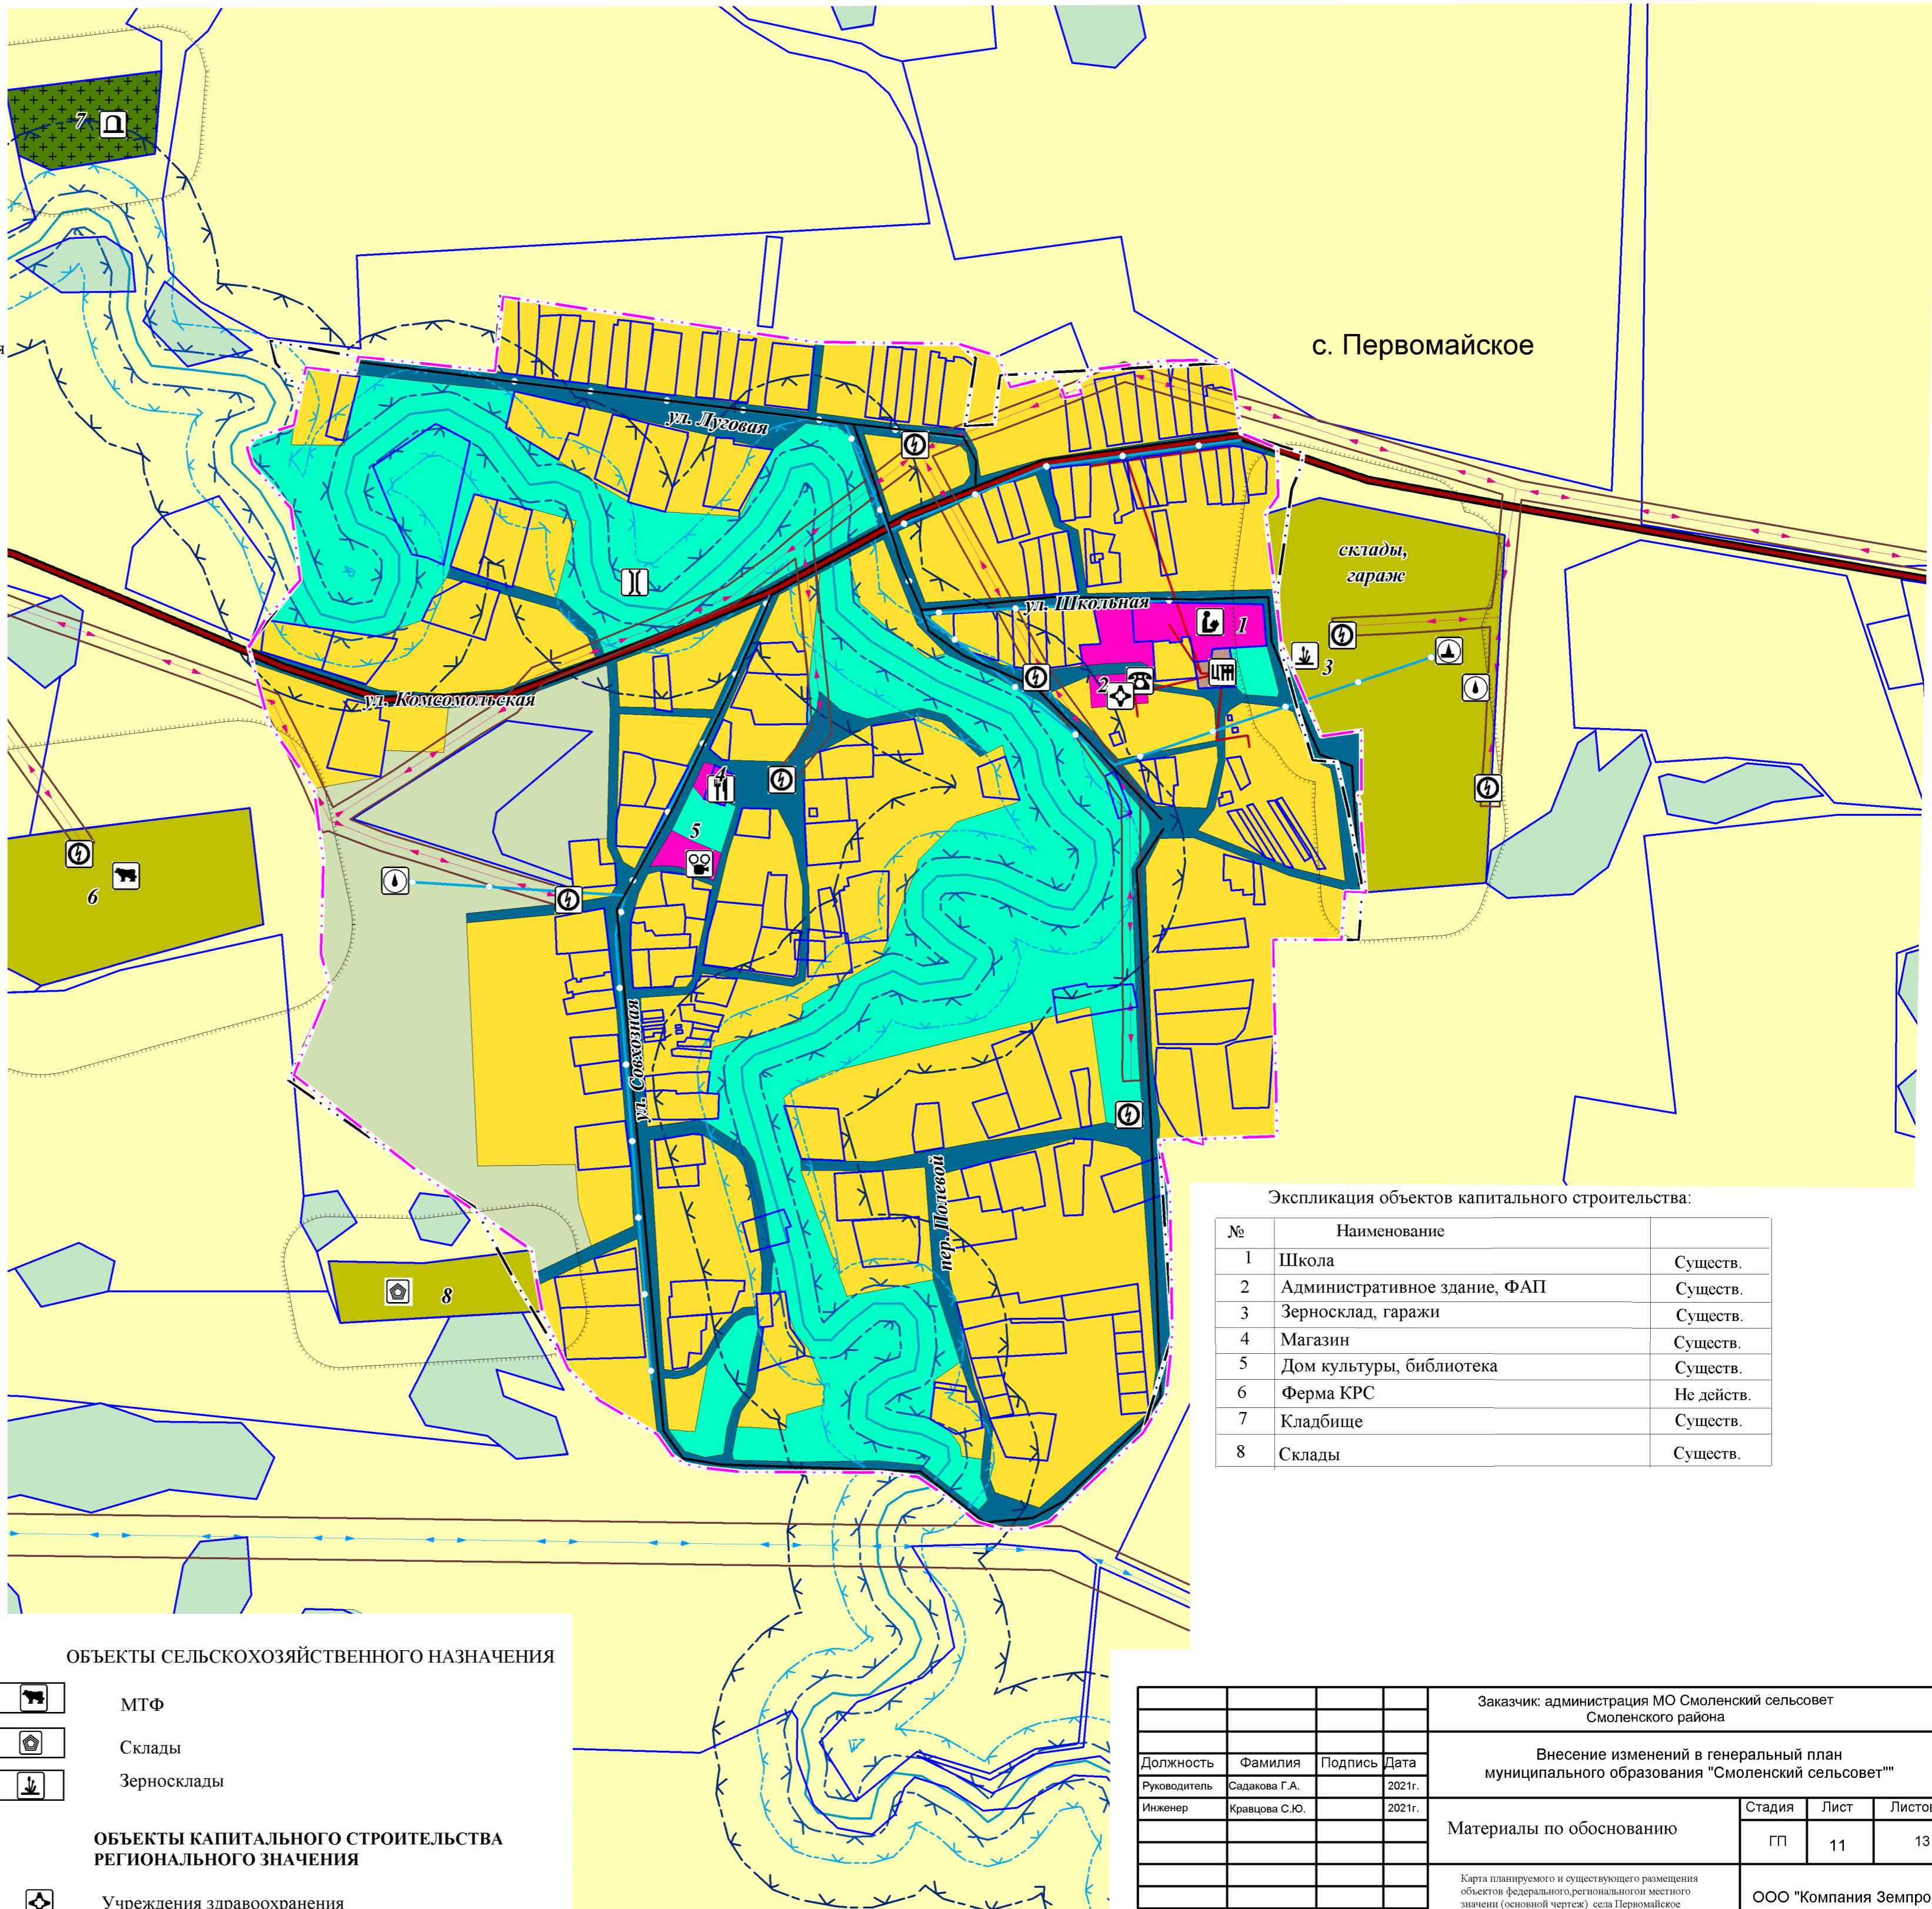 7
я
с. Первомайское
ул. Луговая
склады,
гараж
ул. Школьная
1
3
2
ЦТП
ул. Комсомольская
4
5
6
ул. Совхозная
пер. Полевой
8
Экспликация объектов капитального строительства:
№ Наименование
1 Школа Существ.
2 Административное здание, ФАП Существ.
3 Зерносклад, гаражи Существ.
4 Магазин Существ.
5 Дом культуры, библиотека Существ.
6 Ферма КРС Не действ.
7 Кладбище Существ.
8 Склады Существ.
ОБЪЕКТЫ СЕЛЬСКОХОЗЯЙСТВЕННОГО НАЗНАЧЕНИЯ
МТФ
Склады
Зерносклады
ОБЪЕКТЫ КАПИТАЛЬНОГО СТРОИТЕЛЬСТВА
РЕГИОНАЛЬНОГО ЗНАЧЕНИЯ
Учреждения здравоохранения
Заказчик: администрация МО Смоленский сельсовет
Смоленского района
Должность Фамилия Подпись Дата
Руководитель Садакова Г.А. 2021г.
Инженер Кравцова С.Ю. 2021г.
Внесение изменений в генеральный план
муниципального образования "Смоленский сельсовет""
Материалы по обоснованию
Стадия Лист Листов
ГП 11 13
Карта планируемого и существующего размещения
объектов федерального,региональногои местного
значени (основной чертеж) села Первомайское
ООО "Компания Земпро